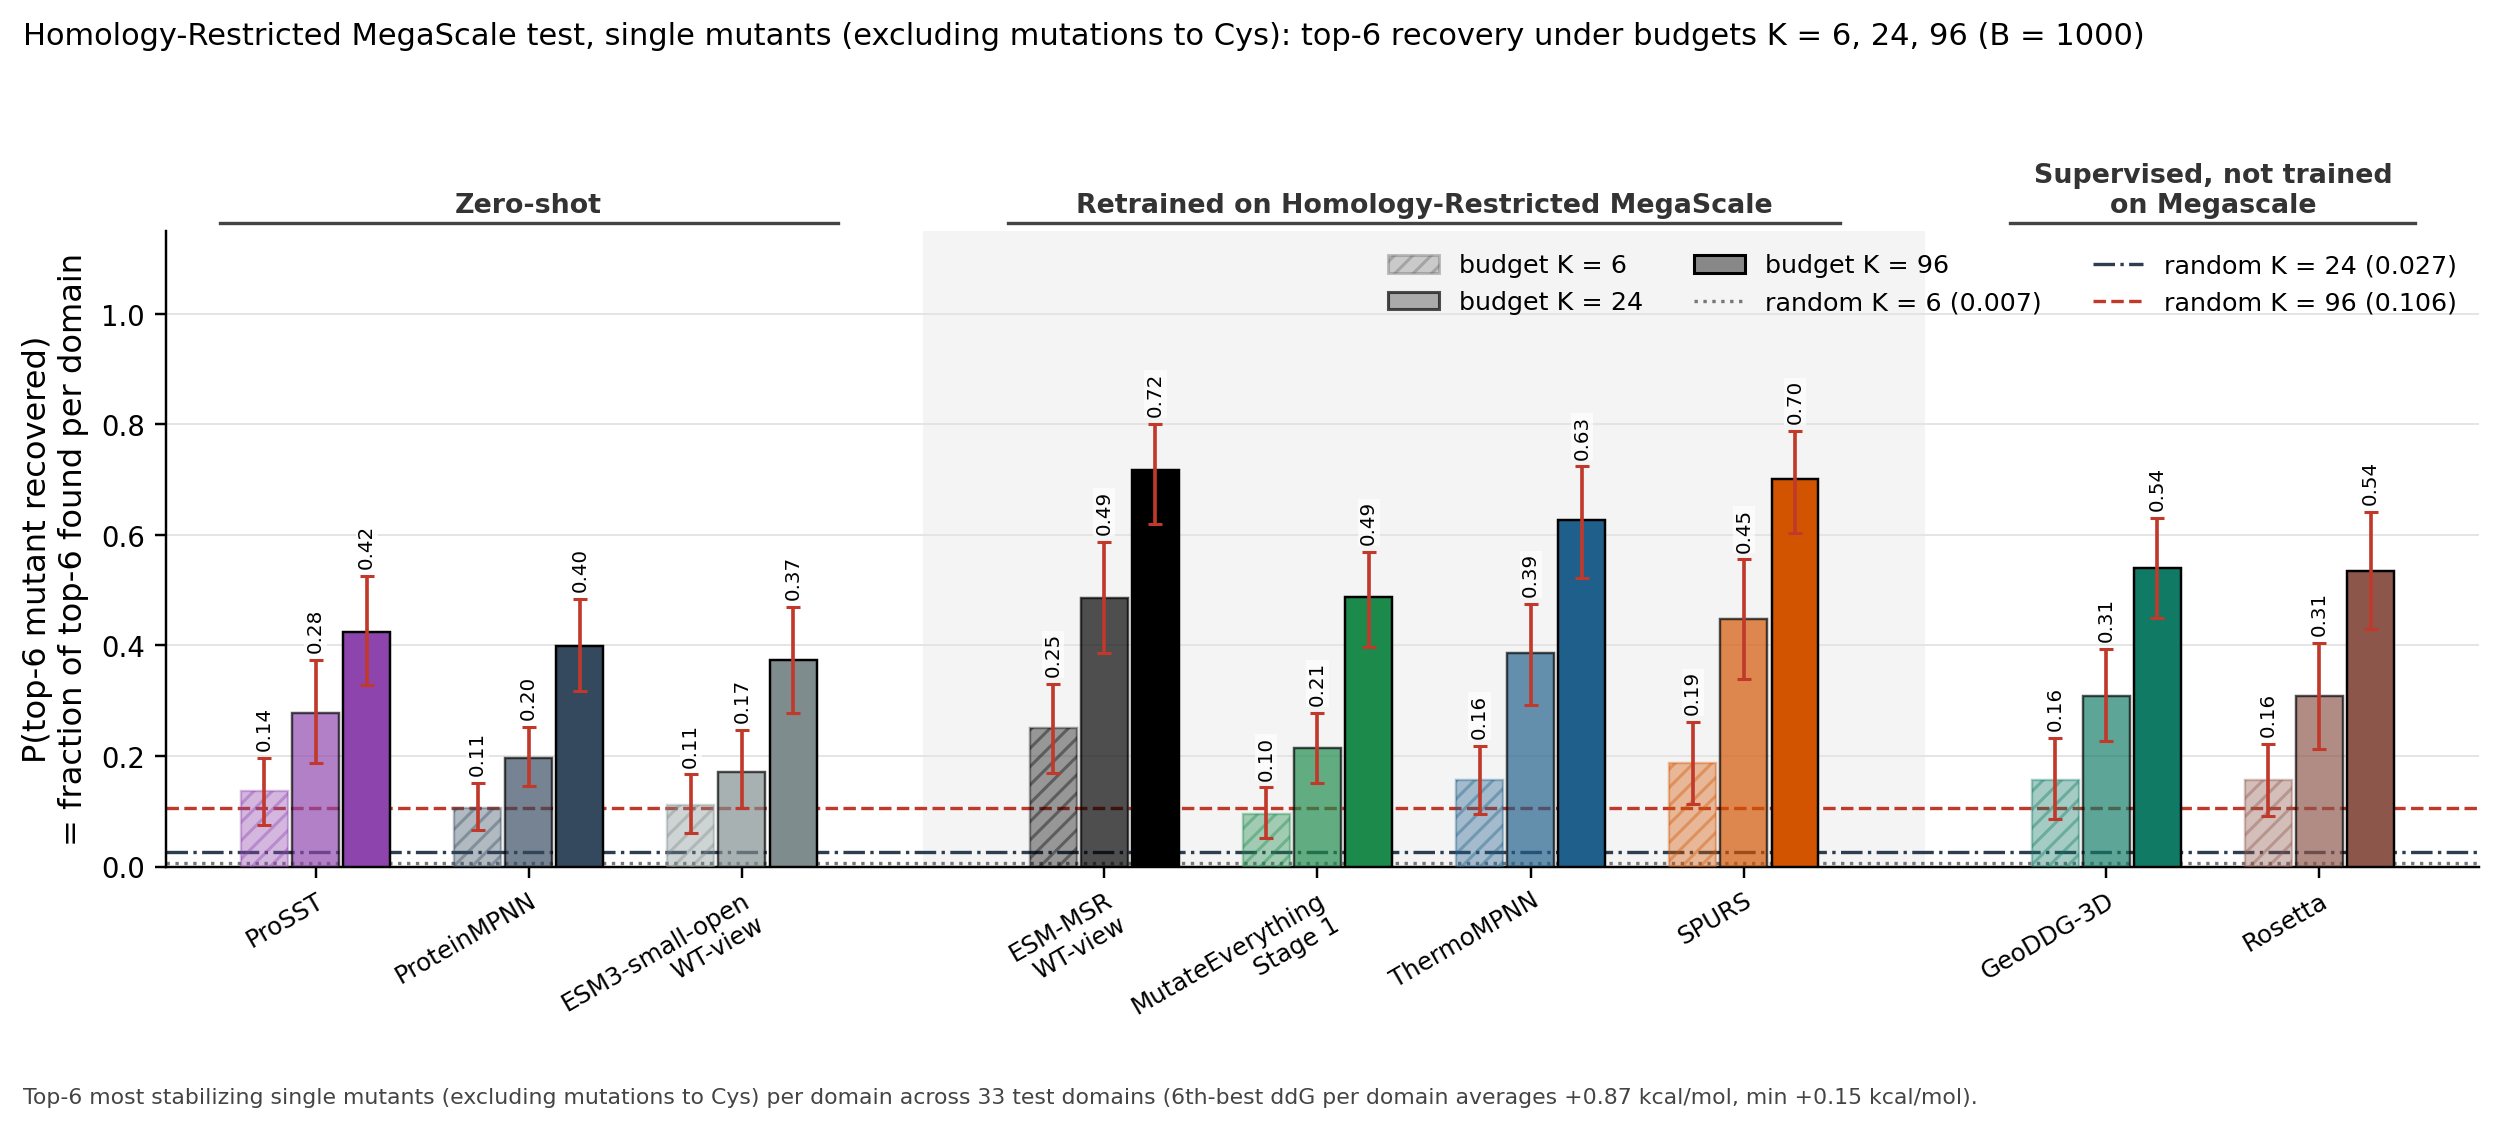 Homology-Restricted MegaScale test, single mutants (excluding mutations to Cys): top-6 recovery under budgets K = 6, 24, 96 (B = 1000)
Zero-shot
Retrained on Homology-Restricted MegaScale
Supervised, not trained
on Megascale
budget K = 6
budget K = 24
budget K = 96
random K = 6 (0.007)
random K = 24 (0.027)
random K = 96 (0.106)
P(top-6 mutant recovered)
= fraction of top-6 found per domain
1.0
0.8
0.6
0.4
0.2
0.0
0.14
0.28
0.42
0.11
0.20
0.40
0.11
0.17
0.37
0.25
0.49
0.72
0.10
0.21
0.49
0.16
0.39
0.63
0.19
0.45
0.70
0.16
0.31
0.54
0.16
0.31
0.54
ProSST
ProteinMPNN
ESM3-small-open
WT-view
ESM-MSR
WT-view
MutateEverything
Stage 1
ThermoMPNN
SPURS
GeoDDG-3D
Rosetta
Top-6 most stabilizing single mutants (excluding mutations to Cys) per domain across 33 test domains (6th-best ddG per domain averages +0.87 kcal/mol, min +0.15 kcal/mol).